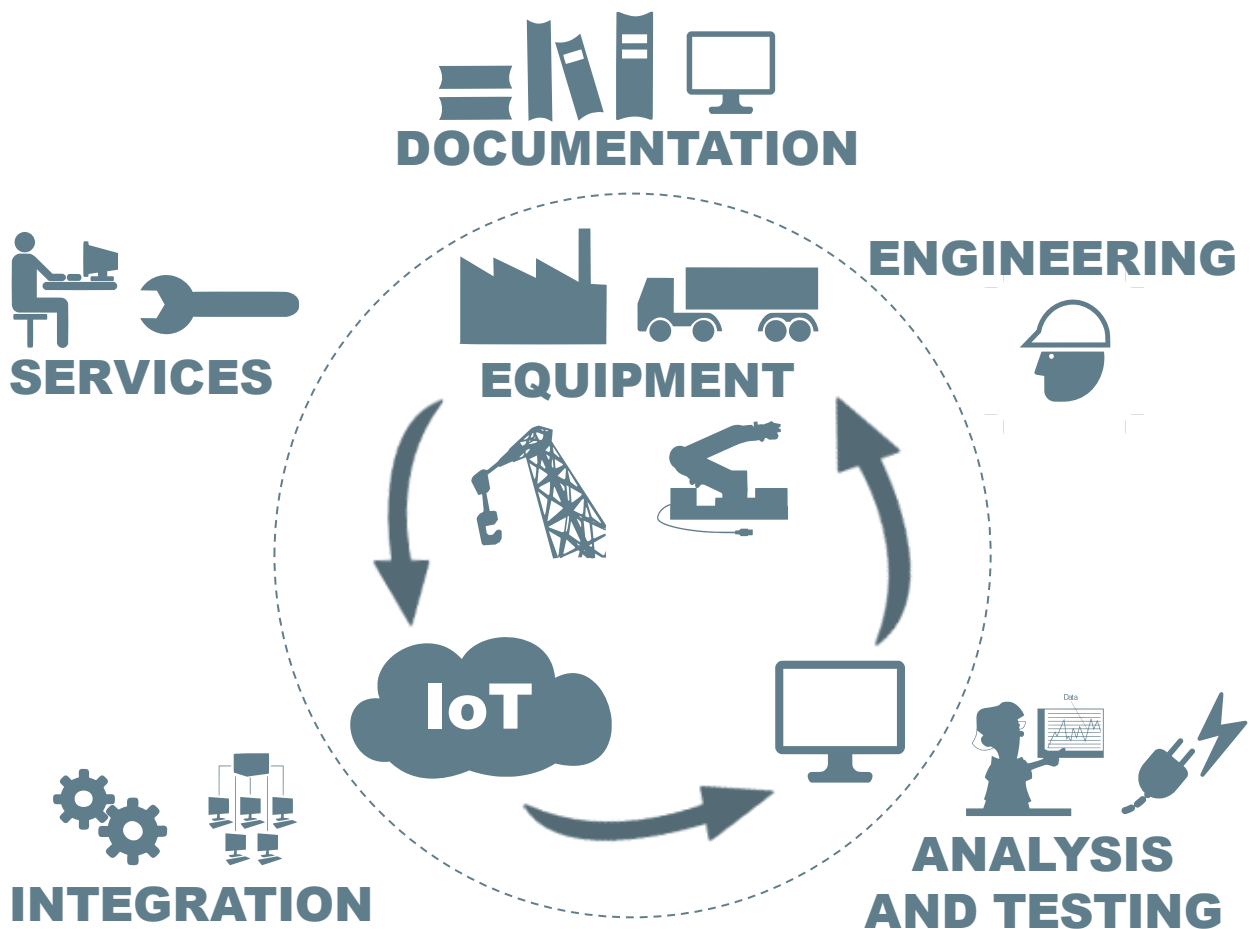 DOCUMENTATION
ENGINEERING
SERVICES
EQUIPMENT
IoT
Data
ANALYSIS
AND TESTING
INTEGRATION